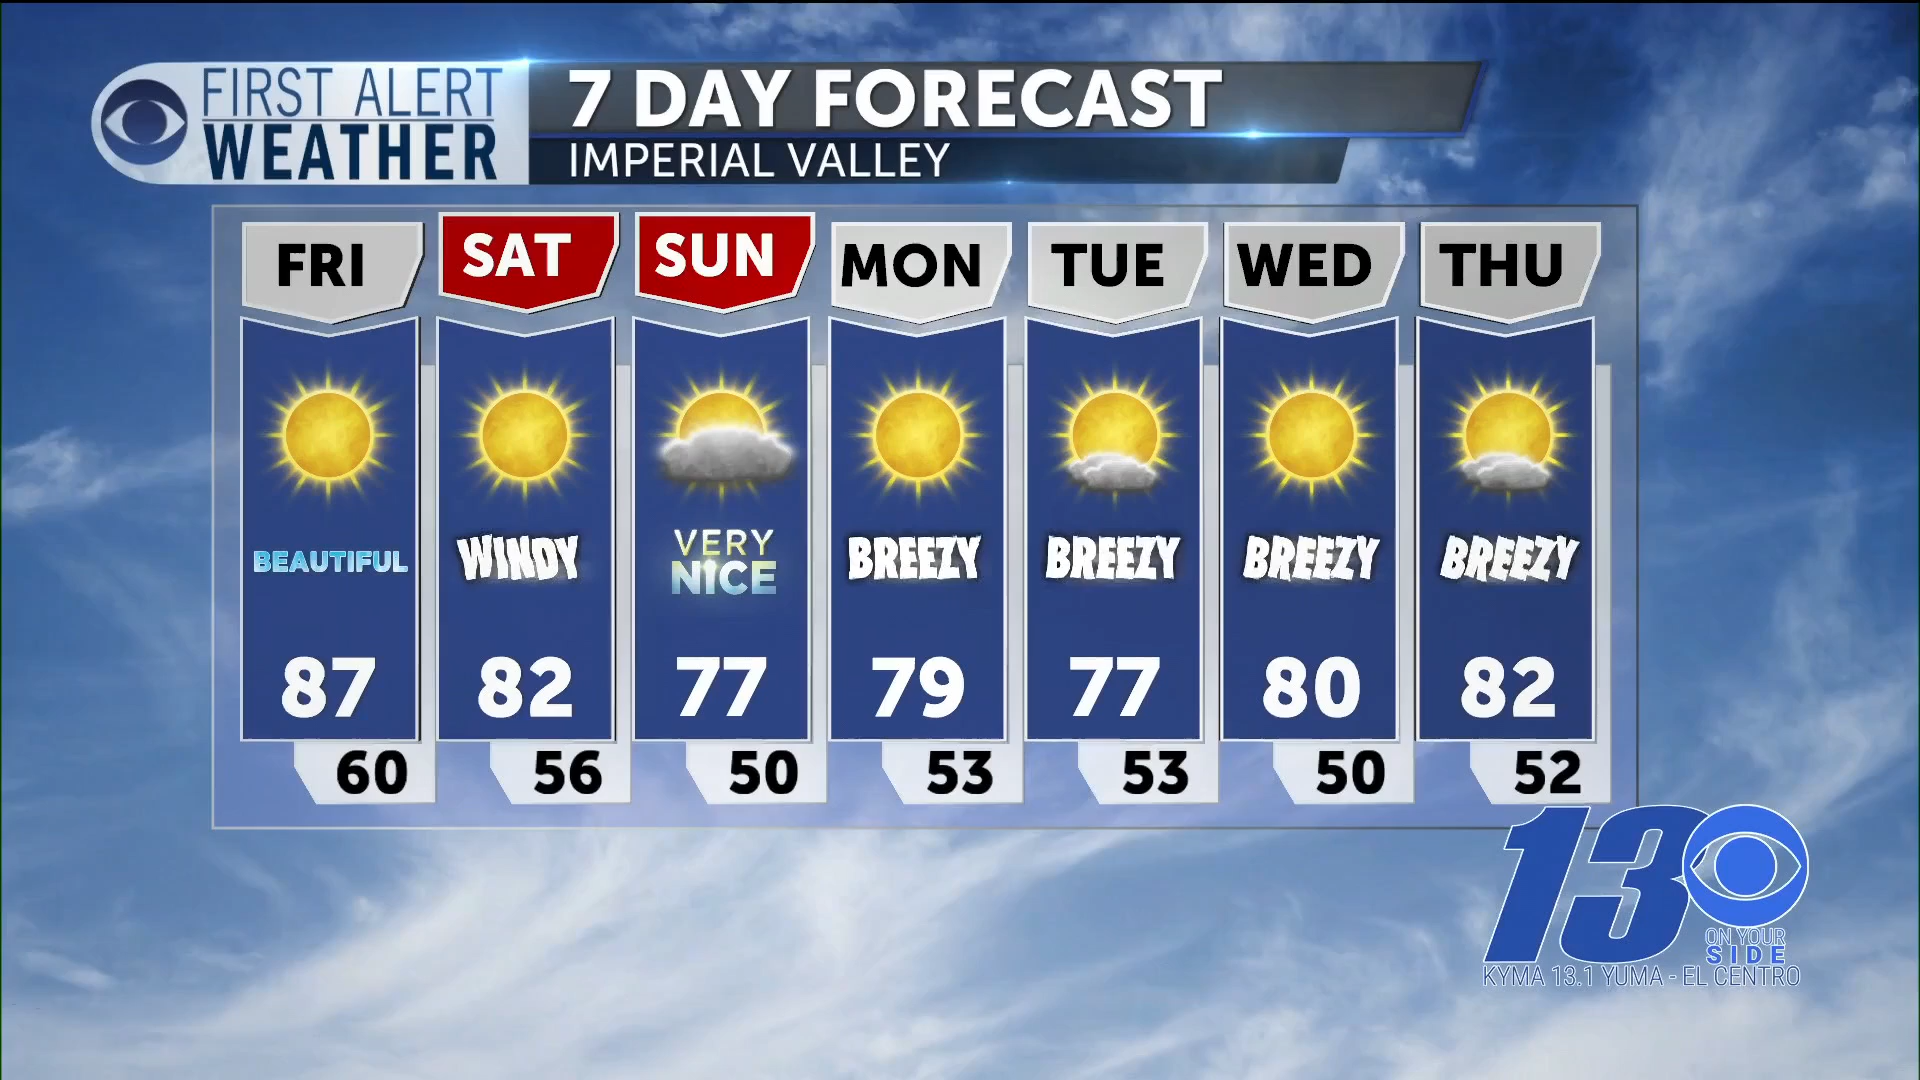 FIRST ALERT
WEATHER
7 DAY FORECAST
IMPERIAL VALLEY
FRI SAT SUN MON TUE WED THU
BEAUTIFUL WINDY VERY NICE BREEZY BREEZY BREEZY BREEZY
87 82 77 79 77 80 82
60 56 50 53 53 50 52
13
ON YOUR
SIDE
KYMA 13.1 YUMA - EL CENTRO